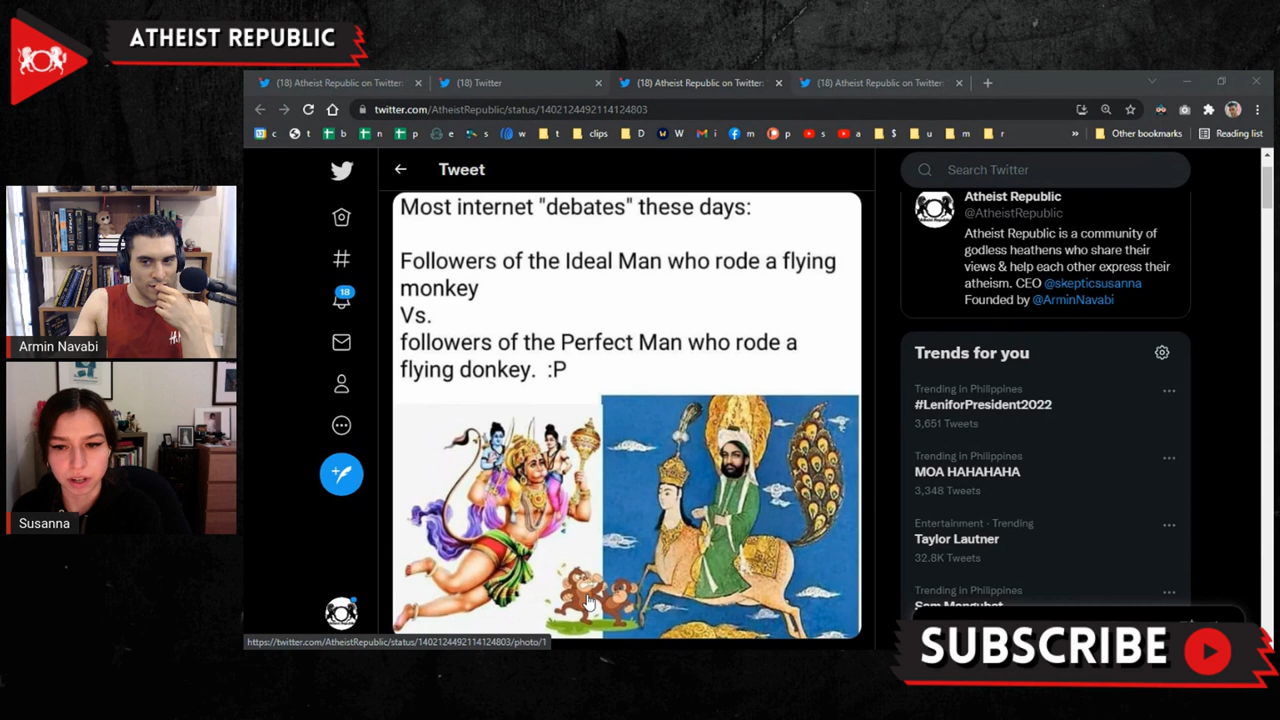 ATHEIST REPUBLIC
(18) Atheist Republic on Twitter:
(18) Twitter
(18) Atheist Republic on Twitter:
(18) Atheist Republic on Twitter:
twitter.com/AtheistRepublic/status/1402124492114124803
c t b n p e s w t clips D W i m p s a $ u m r » Other bookmarks Reading list
Tweet
Search Twitter
Most internet "debates" these days:
Followers of the Ideal Man who rode a flying
monkey
Vs.
followers of the Perfect Man who rode a
flying donkey. :P
18
Atheist Republic
@AtheistRepublic
Atheist Republic is a community of
godless heathens who share their
views & help each other express their
atheism. CEO @skepticsusanna
Founded by @ArminNavabi
Trends for you
Trending in Philippines
#LeniforPresident2022
3,651 Tweets
Trending in Philippines
MOA HAHAHAHA
3,348 Tweets
Entertainment · Trending
Taylor Lautner
32.8K Tweets
Trending in Philippines
Armin Navabi
Susanna
https://twitter.com/AtheistRepublic/status/1402124492114124803/photo/1
SUBSCRIBE